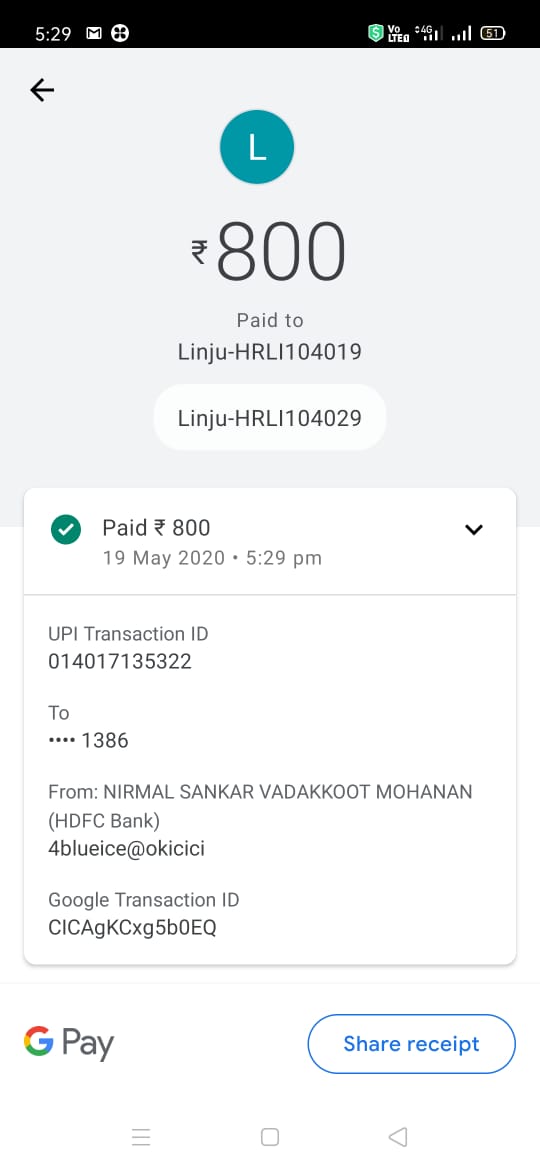 5:29
Vo
LTE
4G
51
L
₹800
Paid to
Linju-HRLI104019
Linju-HRLI104029
Paid ₹ 800
19 May 2020 • 5:29 pm
UPI Transaction ID
014017135322
To
•••• 1386
From: NIRMAL SANKAR VADAKKOOT MOHANAN
(HDFC Bank)
4blueice@okicici
Google Transaction ID
CICAgKCxg5b0EQ
G Pay
Share receipt